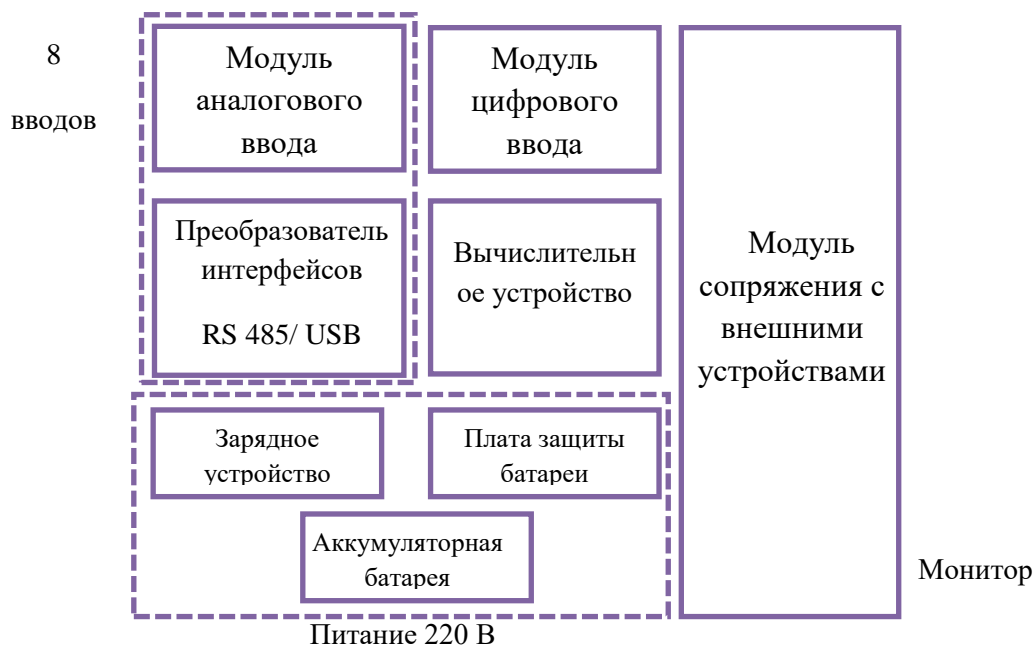 8
вводов
Модуль
аналогового
ввода
Модуль
цифрового
ввода
Преобразователь
интерфейсов
RS 485/ USB
Вычислительн
ое устройство
Модуль
сопряжения с
внешними
устройствами
Зарядное
устройство
Плата защиты
батареи
Аккумуляторная
батарея
Монитор
Питание 220 В